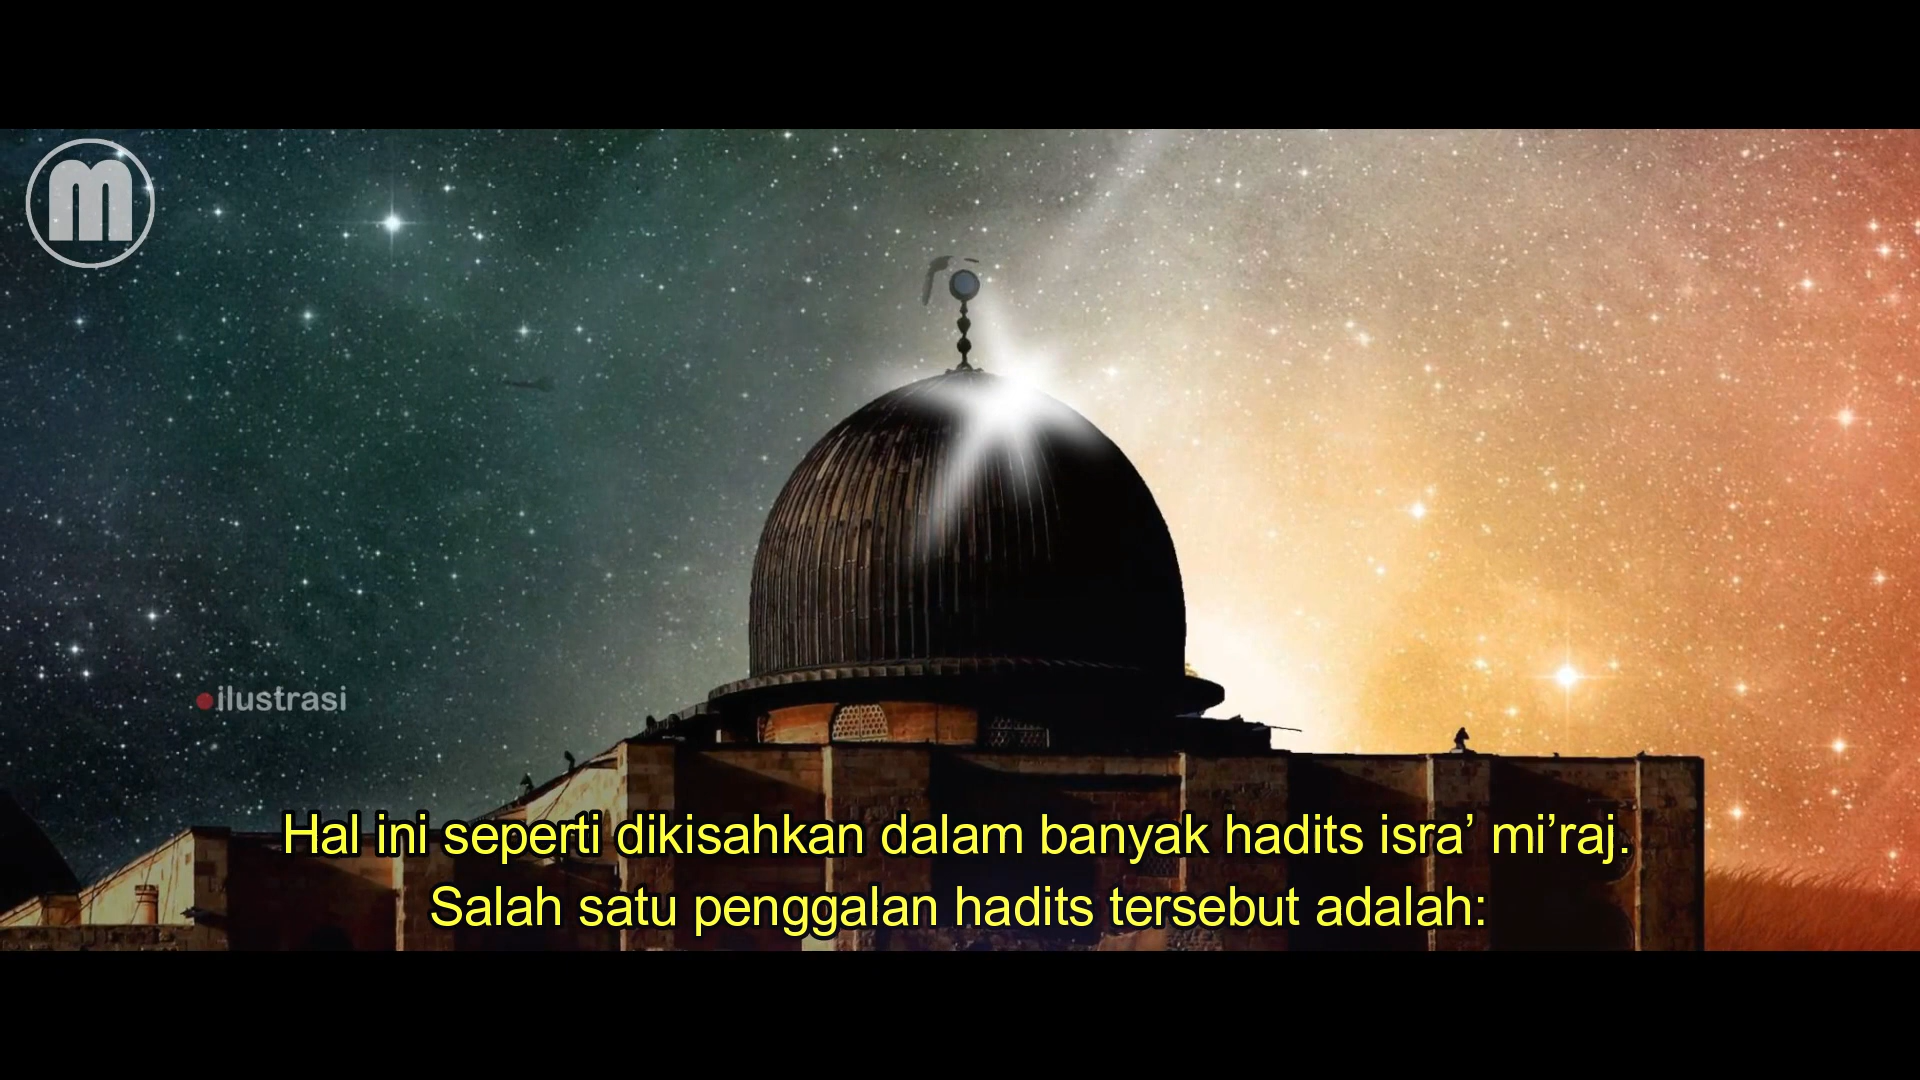 M
ilustrasi
Hal ini seperti dikisahkan dalam banyak hadits isra’ mi’raj.
Salah satu penggalan hadits tersebut adalah: